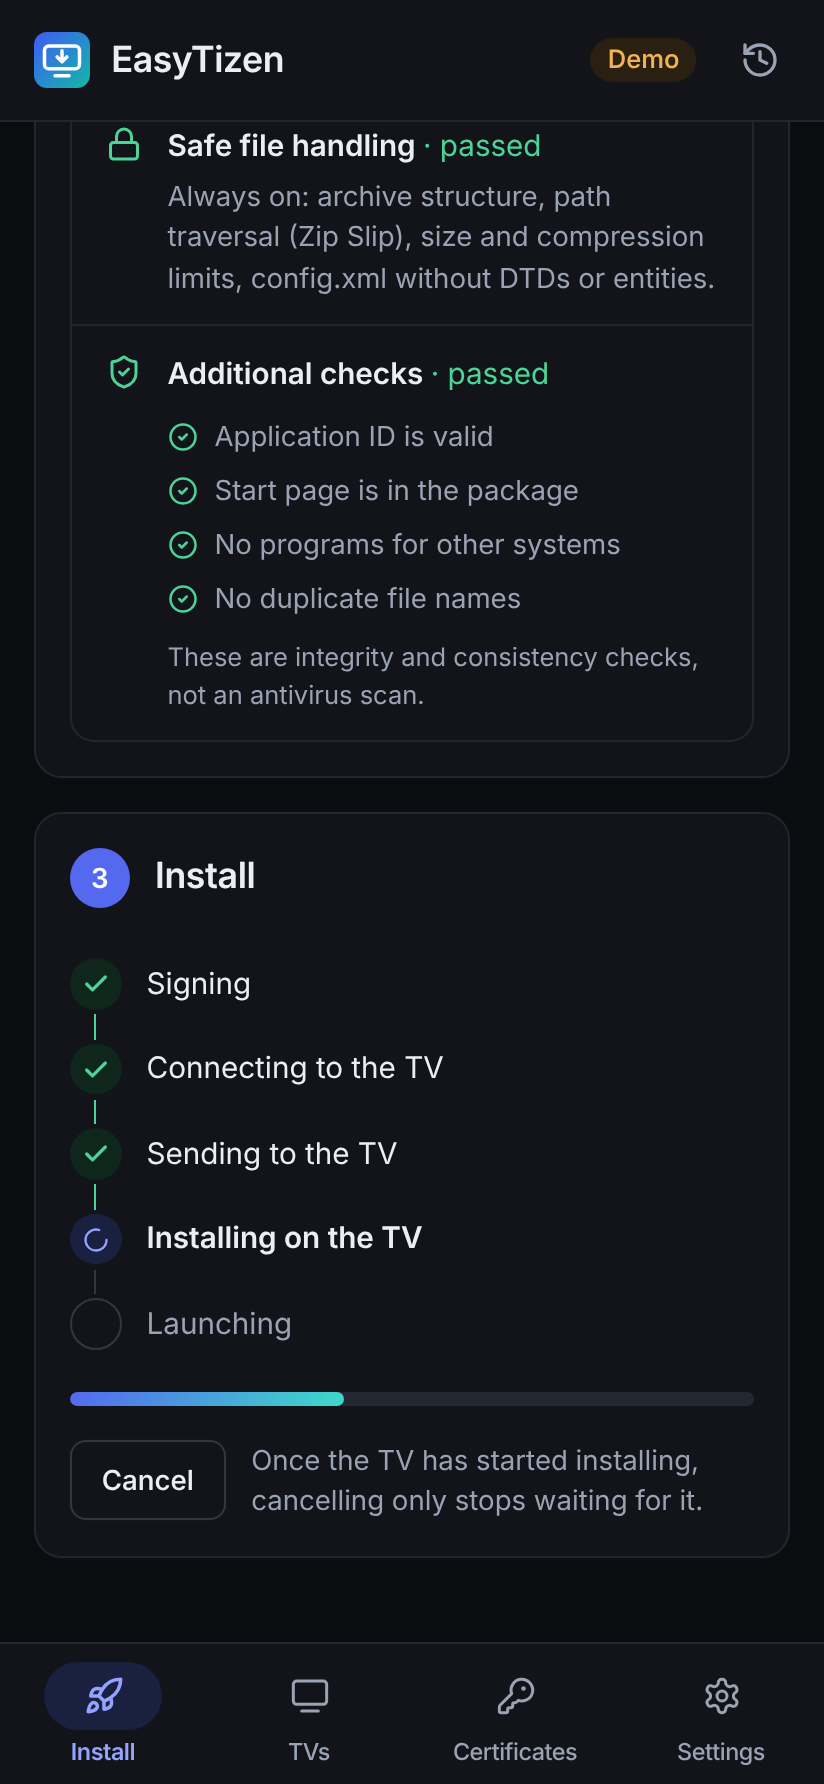 EasyTizen
Demo
Safe file handling · passed
Always on: archive structure, path
traversal (Zip Slip), size and compression
limits, config.xml without DTDs or entities.
Additional checks · passed
Application ID is valid
Start page is in the package
No programs for other systems
No duplicate file names
These are integrity and consistency checks,
not an antivirus scan.
3 Install
Signing
Connecting to the TV
Sending to the TV
Installing on the TV
Launching
Cancel
Once the TV has started installing,
cancelling only stops waiting for it.
Install
TVs
Certificates
Settings